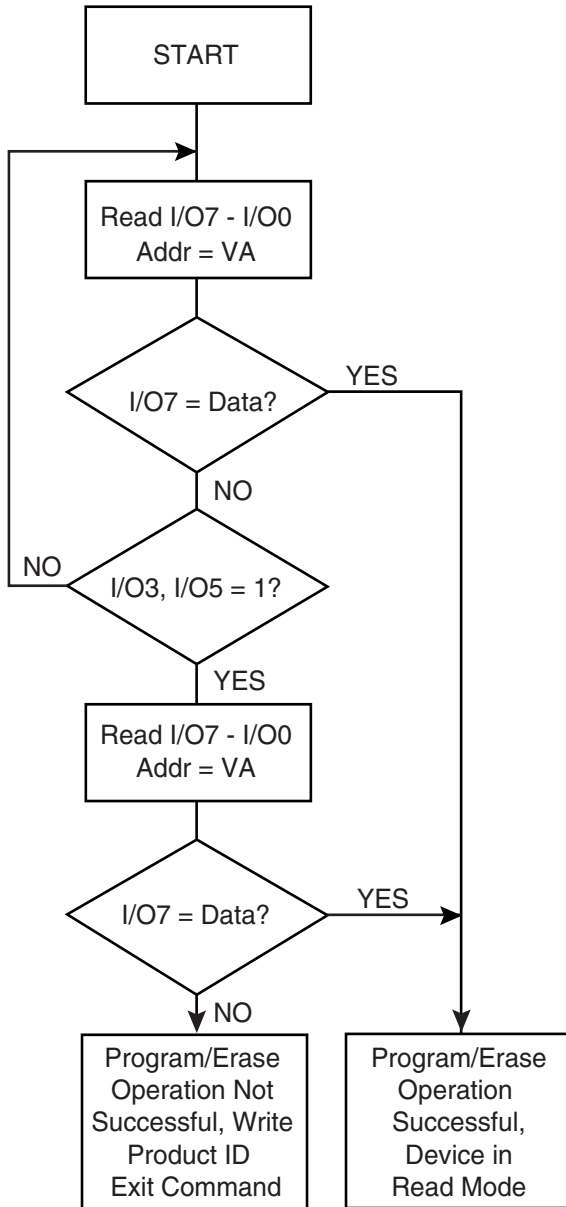 START
Read I/O7 - I/O0
Addr = VA
I/O7 = Data?
YES
NO
NO
I/O3, I/O5 = 1?
YES
Read I/O7 - I/O0
Addr = VA
I/O7 = Data?
YES
NO
Program/Erase
Operation Not
Successful, Write
Product ID
Exit Command
Program/Erase
Operation
Successful,
Device in
Read Mode